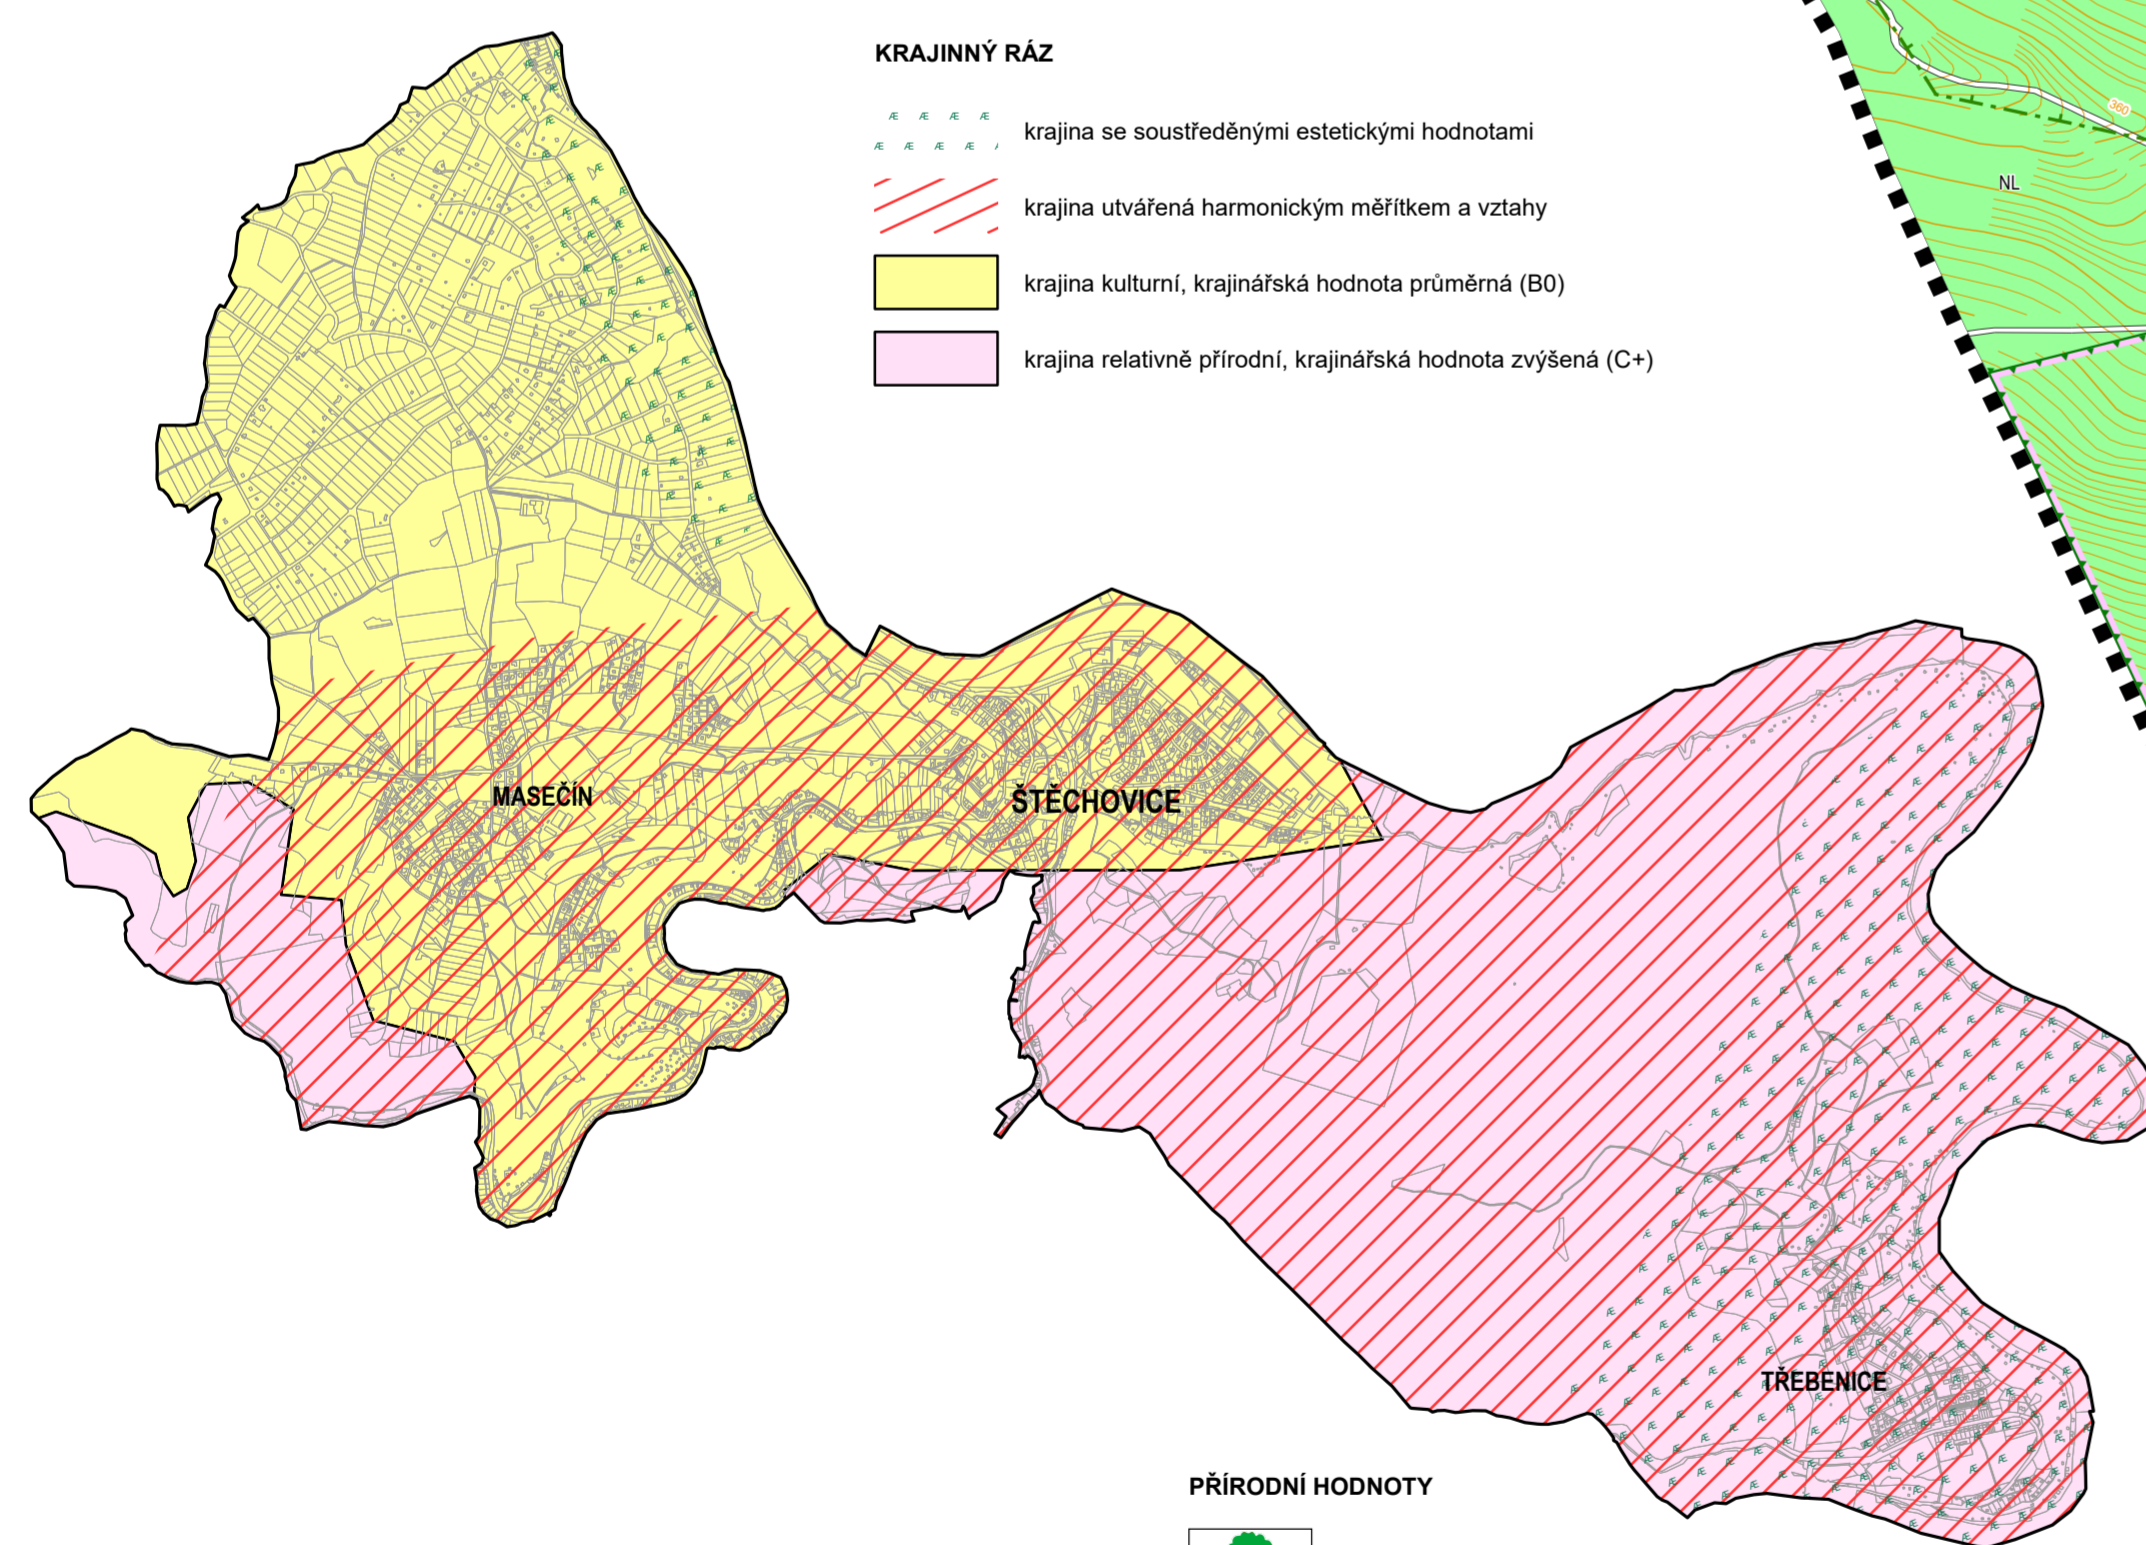 KRAJINNÝ RÁZ
krajina se soustředěnými estetickými hodnotami
krajina utvářená harmonickým měřítkem a vztahy
krajina kulturní, krajinářská hodnota průměrná (B0)
krajina relativně přírodní, krajinářská hodnota zvýšená (C+)
360
NL
MASEČÍN
ŠTĚCHOVICE
TŘEBENICE
PŘÍRODNÍ HODNOTY